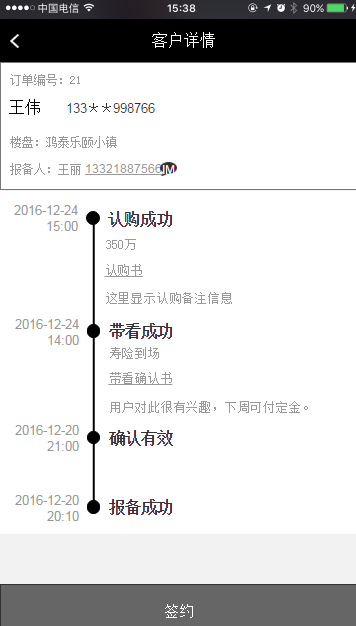 中国电信 15:38 90%
客户详情
订单编号：21
王伟 133＊＊998766
楼盘：鸿泰乐颐小镇
报备人：王丽 13321887566JM
2016-12-24 认购成功
15:00
350万
认购书
这里显示认购备注信息
2016-12-24 带看成功
14:00
寿险到场
带看确认书
用户对此很有兴趣，下周可付定金。
2016-12-20 确认有效
21:00
2016-12-20 报备成功
20:10
签约